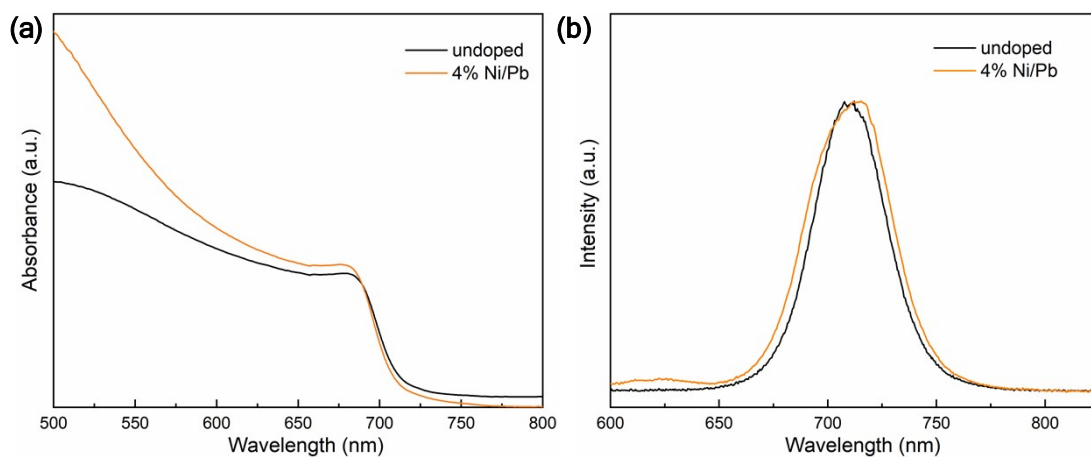 (a)
undoped
4% Ni/Pb
Absorbance (a.u.)
500 550 600 650 700 750 800
Wavelength (nm)
(b)
undoped
4% Ni/Pb
Intensity (a.u.)
600 650 700 750 800
Wavelength (nm)